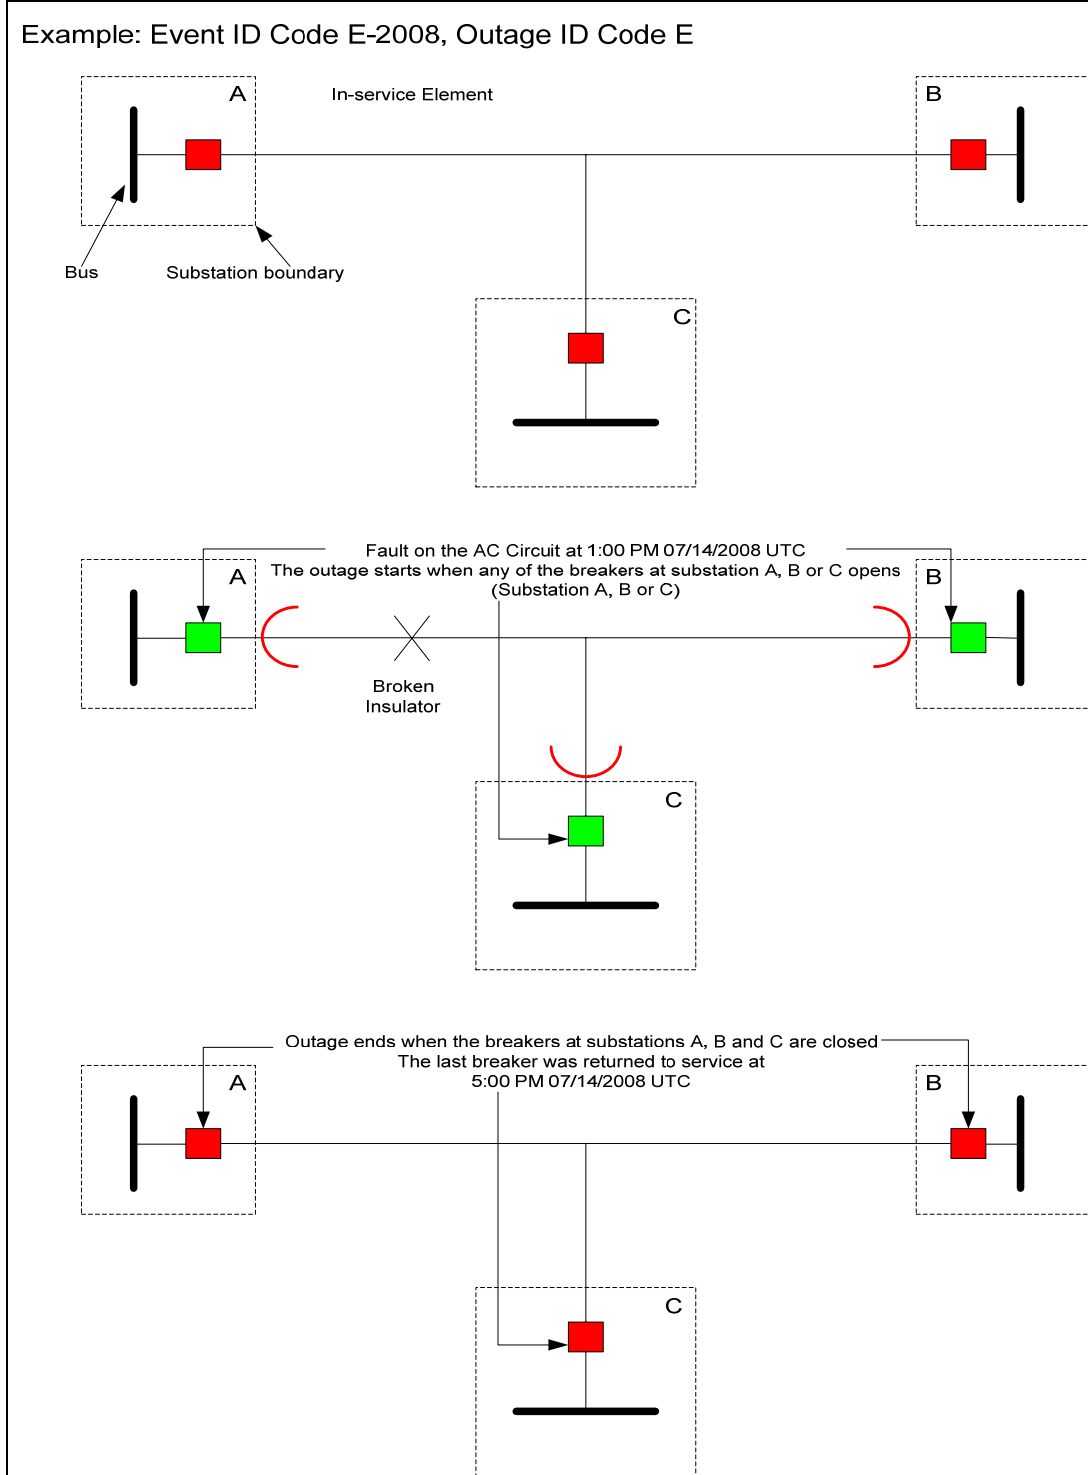 Example: Event ID Code E-2008, Outage ID Code E
A
In-service Element
B
Bus
Substation boundary
C
Fault on the AC Circuit at 1:00 PM 07/14/2008 UTC
The outage starts when any of the breakers at substation A, B or C opens
(Substation A, B or C)
A
B
Broken
Insulator
C
Outage ends when the breakers at substations A, B and C are closed
The last breaker was returned to service at
5:00 PM 07/14/2008 UTC
A
B
C